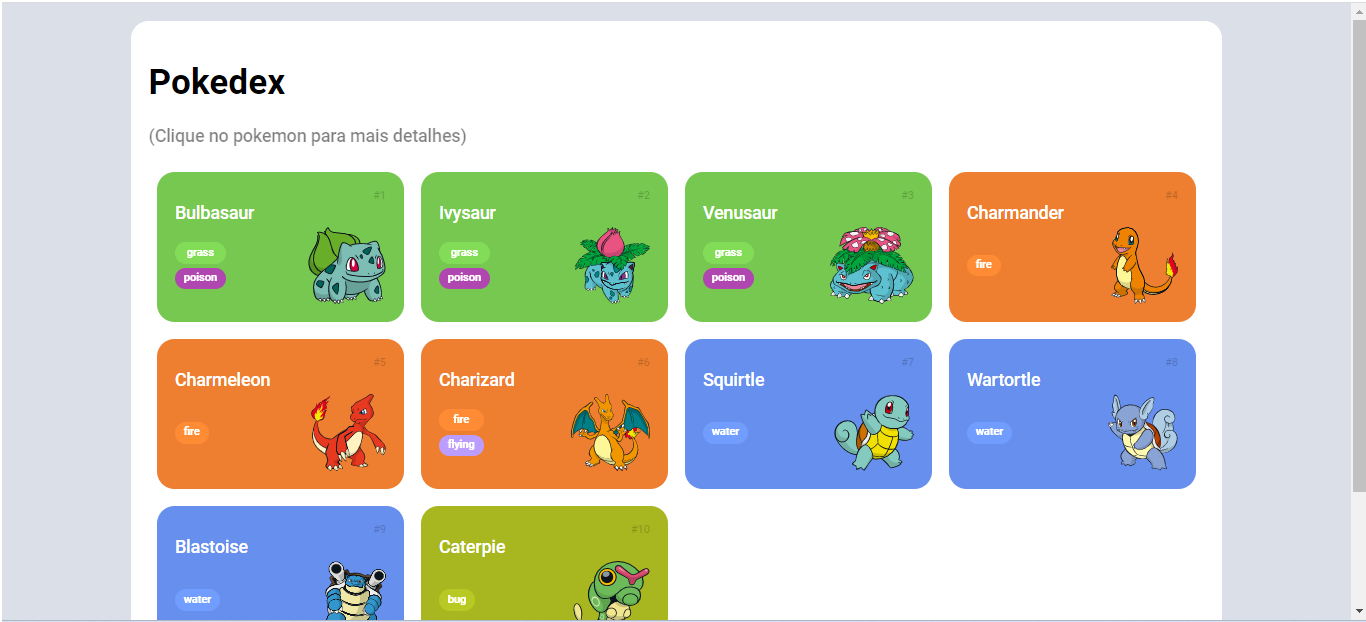 Pokedex
(Clique no pokemon para mais detalhes)
#1
Bulbasaur
grass
poison
#2
Ivysaur
grass
poison
#3
Venusaur
grass
poison
#4
Charmander
fire
#5
Charmeleon
fire
#6
Charizard
fire
flying
#7
Squirtle
water
#8
Wartortle
water
#9
Blastoise
water
#10
Caterpie
bug